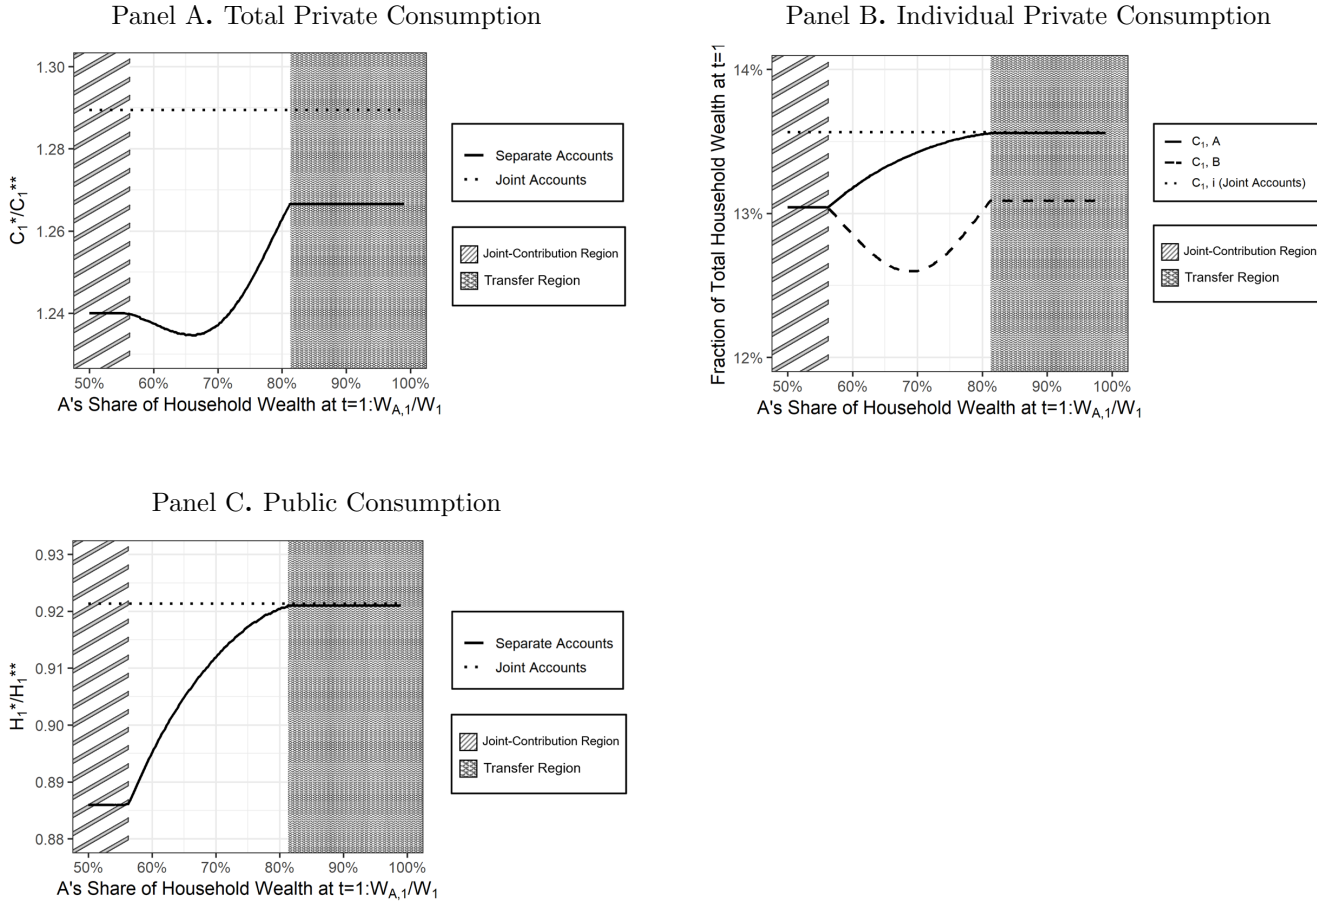 Panel A. Total Private Consumption
1.30
1.28
1.26
1.24
C₁*/C₁**
50% 60% 70% 80% 90% 100%
A's Share of Household Wealth at t=1:W_A,1/W₁
Separate Accounts
Joint Accounts
Joint-Contribution Region
Transfer Region
Panel B. Individual Private Consumption
14%
13%
12%
Fraction of Total Household Wealth at t=1
50% 60% 70% 80% 90% 100%
A's Share of Household Wealth at t=1:W_A,1/W₁
C₁, A
C₁, B
C₁, i (Joint Accounts)
Joint-Contribution Region
Transfer Region
Panel C. Public Consumption
0.93
0.92
0.91
0.90
0.89
0.88
H₁*/H₁**
50% 60% 70% 80% 90% 100%
A's Share of Household Wealth at t=1:W_A,1/W₁
Separate Accounts
Joint Accounts
Joint-Contribution Region
Transfer Region